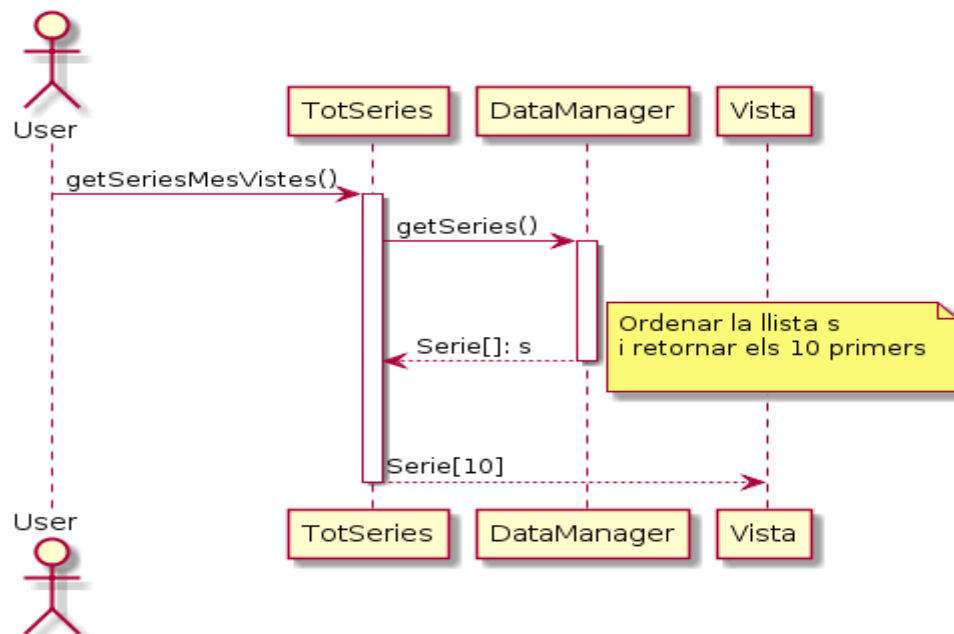 User
TotSeries
DataManager
Vista
getSeriesMesVistes()
getSeries()
Ordenar la llista s
i retornar els 10 primers
Serie[]: s
Serie[10]
User
TotSeries
DataManager
Vista